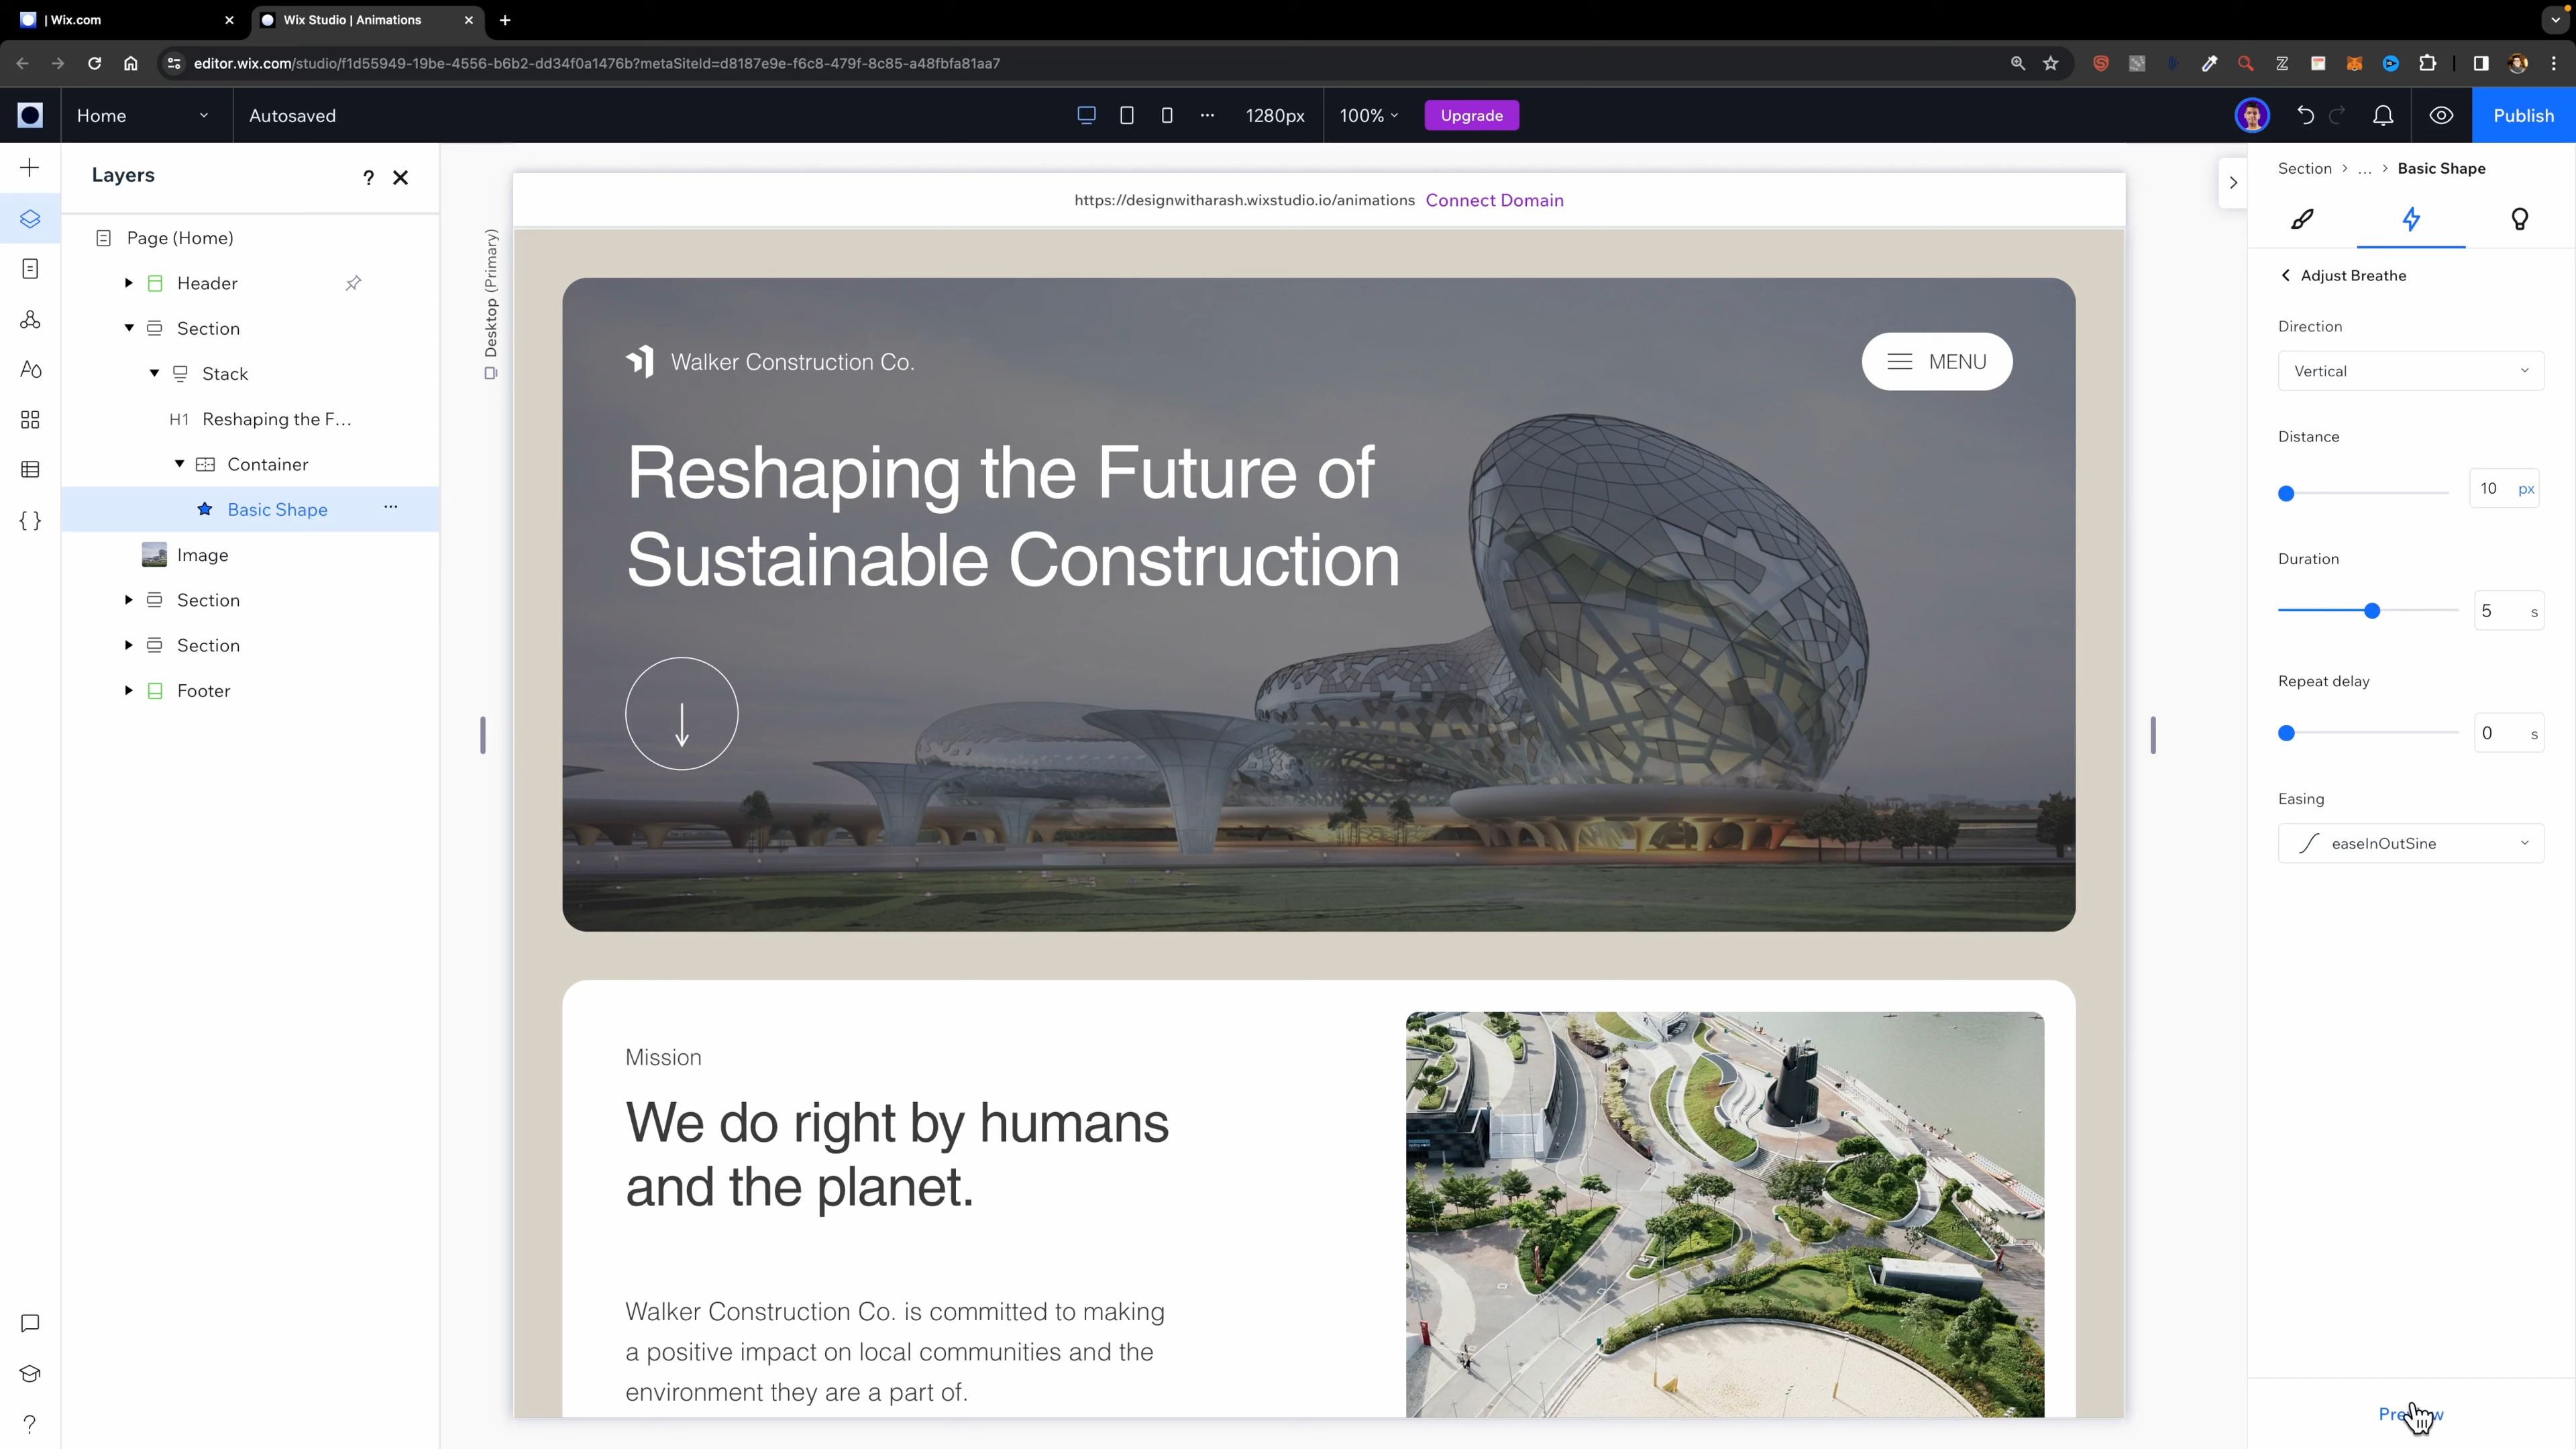 | Wix.com
Wix Studio | Animations
editor.wix.com/studio/f1d55949-19be-4556-b6b2-dd34f0a1476b?metaSiteId=d8187e9e-f6c8-479f-8c85-a48fbfa81aa7
Home
Autosaved
1280px
100%
Upgrade
Publish
Layers
?
Page (Home)
Header
Section
Stack
H1 Reshaping the F...
Container
Basic Shape
Image
Section
Section
Footer
Desktop (Primary)
https://designwitharash.wixstudio.io/animations Connect Domain
Walker Construction Co.
MENU
Reshaping the Future of
Sustainable Construction
Mission
We do right by humans
and the planet.
Walker Construction Co. is committed to making
a positive impact on local communities and the
environment they are a part of.
Section > ... > Basic Shape
Adjust Breathe
Direction
Vertical
Distance
10 px
Duration
5 s
Repeat delay
0 s
Easing
easeInOutSine